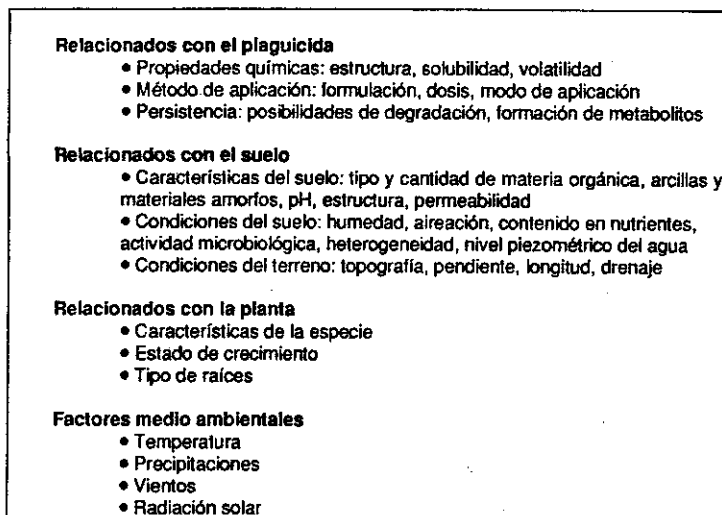 Relacionados con el plaguicida
• Propiedades químicas: estructura, solubilidad, volatilidad
• Método de aplicación: formulación, dosis, modo de aplicación
• Persistencia: posibilidades de degradación, formación de metabolitos
Relacionados con el suelo
• Características del suelo: tipo y cantidad de materia orgánica, arcillas y
materiales amorfos, pH, estructura, permeabilidad
• Condiciones del suelo: humedad, aireación, contenido en nutrientes,
actividad microbiológica, heterogeneidad, nivel piezométrico del agua
• Condiciones del terreno: topografía, pendiente, longitud, drenaje
Relacionados con la planta
• Características de la especie
• Estado de crecimiento
• Tipo de raíces
Factores medio ambientales
• Temperatura
• Precipitaciones
• Vientos
• Radiación solar